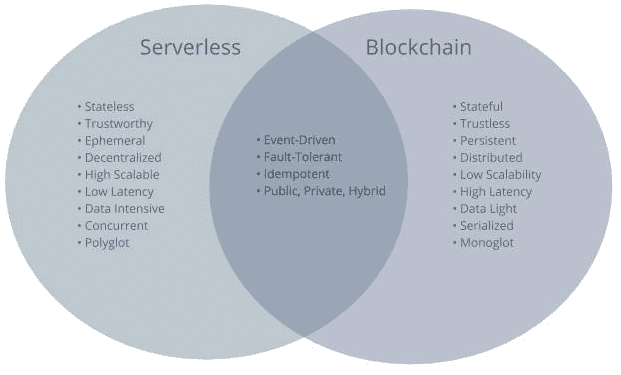 Serverless
Blockchain
• Stateless
• Trustworthy
• Ephemeral
• Decentralized
• High Scalable
• Low Latency
• Data Intensive
• Concurrent
• Polyglot
• Event-Driven
• Fault-Tolerant
• Idempotent
• Public, Private, Hybrid
• Stateful
• Trustless
• Persistent
• Distributed
• Low Scalability
• High Latency
• Data Light
• Serialized
• Monoglot